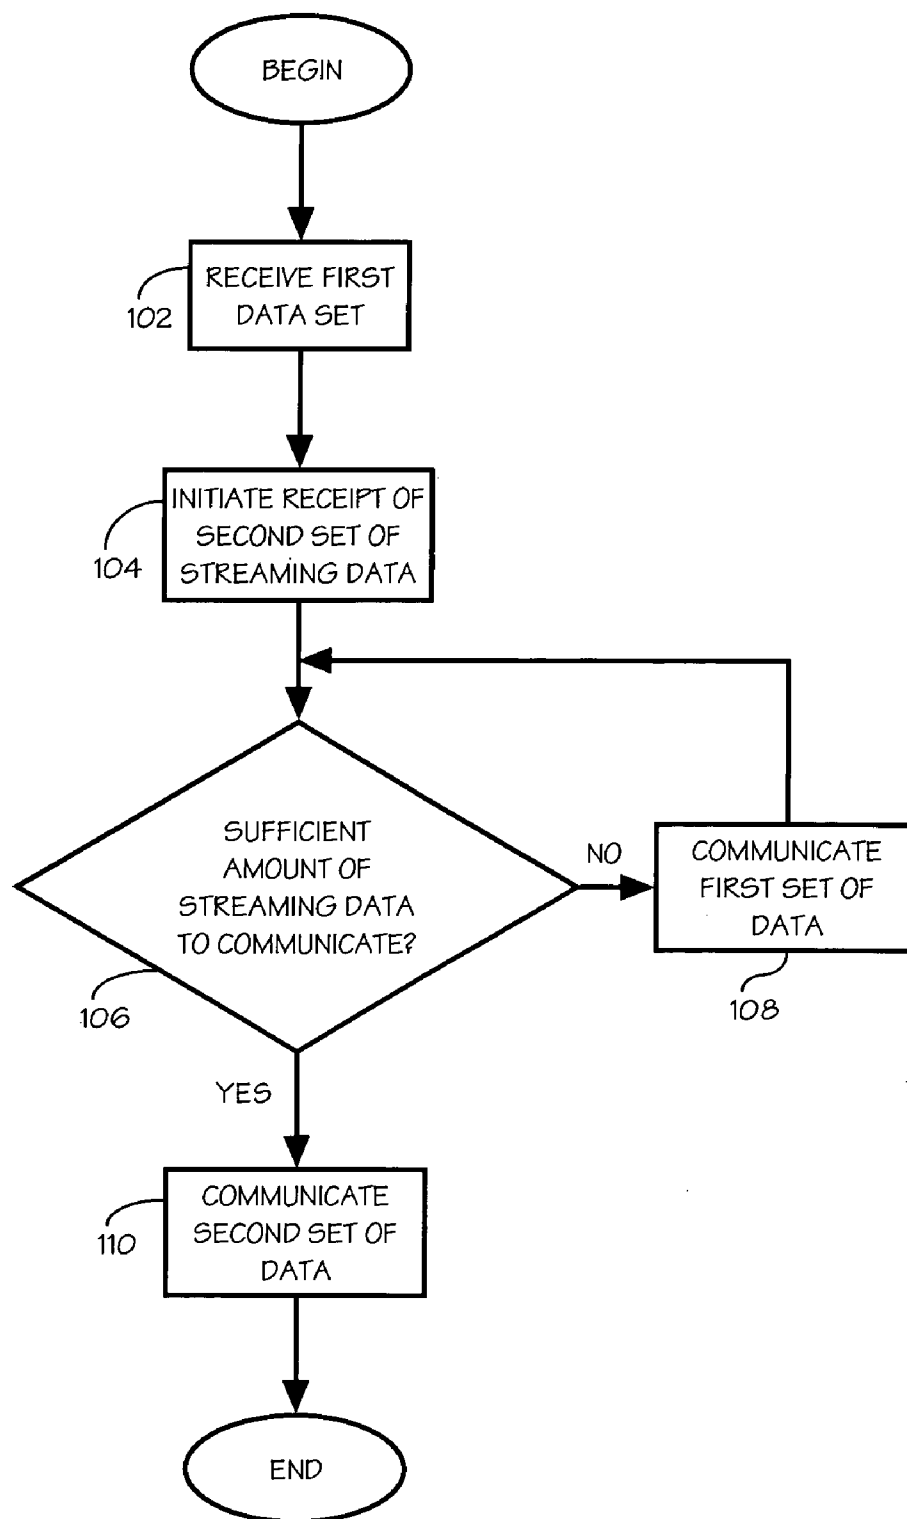 BEGIN
RECEIVE FIRST
DATA SET
102
INITIATE RECEIPT OF
SECOND SET OF
STREAMING DATA
104
SUFFICIENT
AMOUNT OF
STREAMING DATA
TO COMMUNICATE?
106
NO
COMMUNICATE
FIRST SET OF
DATA
108
YES
COMMUNICATE
SECOND SET OF
DATA
110
END